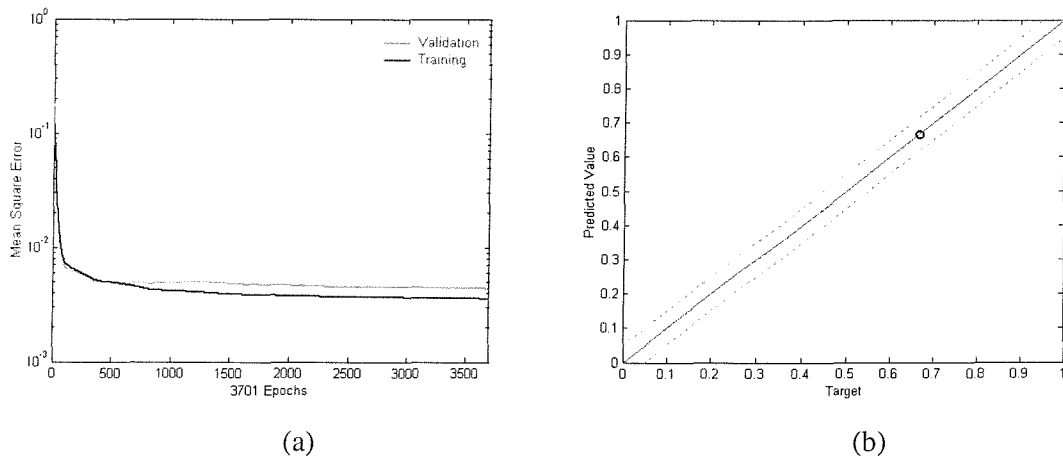 10^0
10^-1
10^-2
10^-3
Mean Square Error
Validation
Training
0 500 1000 1500 2000 2500 3000 3500
3701 Epochs
(a)
1
0.9
0.8
0.7
0.6
0.5
0.4
0.3
0.2
0.1
0
Predicted Value
0 0.1 0.2 0.3 0.4 0.5 0.6 0.7 0.8 0.9 1
Target
(b)